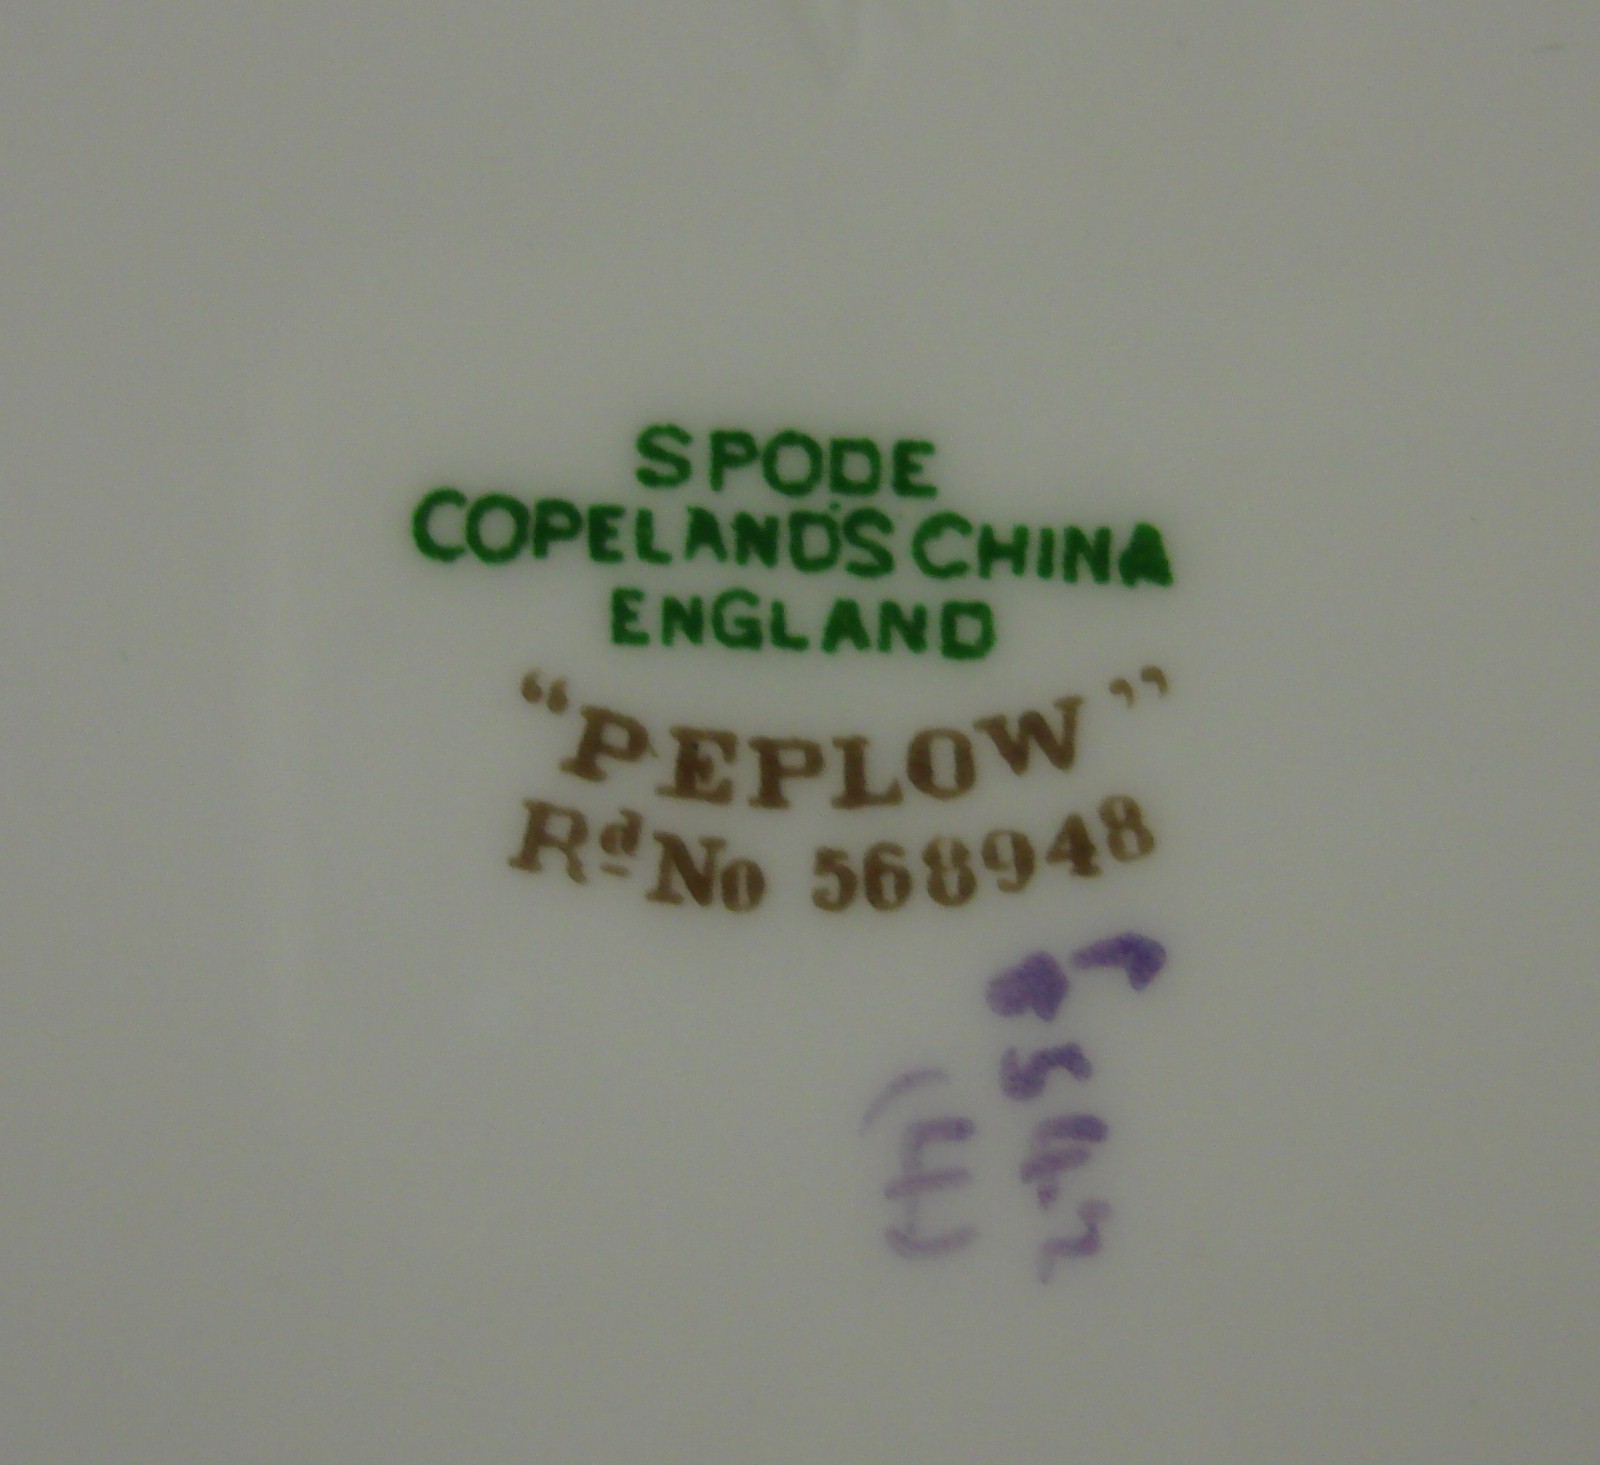 SPODE
COPELAND'S CHINA
ENGLAND
"PEPLOW"
Rd No 568948